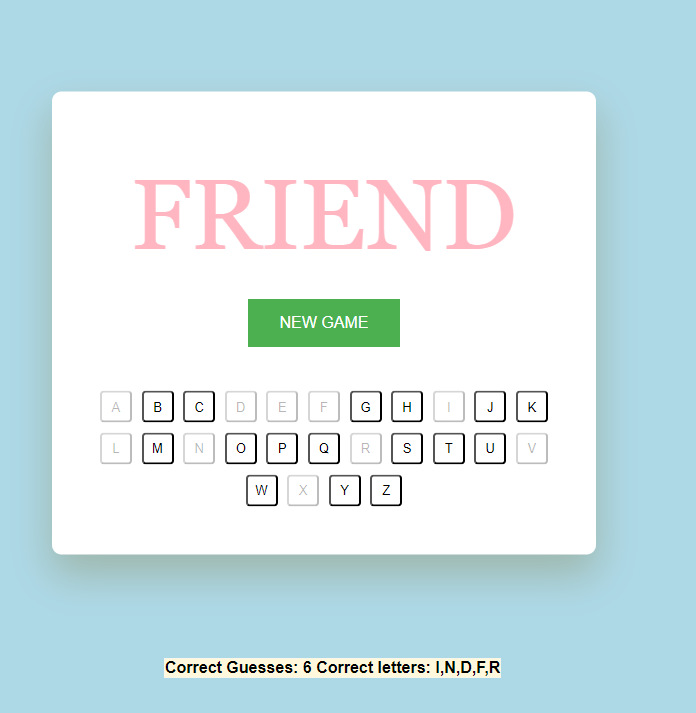 FRIEND
NEW GAME
A B C D E F G H I J K
L M N O P Q R S T U V
W X Y Z
Correct Guesses: 6 Correct letters: I,N,D,F,R